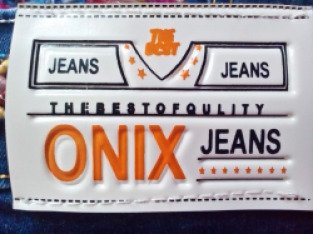 THE
BEST
JEANS JEANS
THEBESTOFQULITY
ONIX JEANS